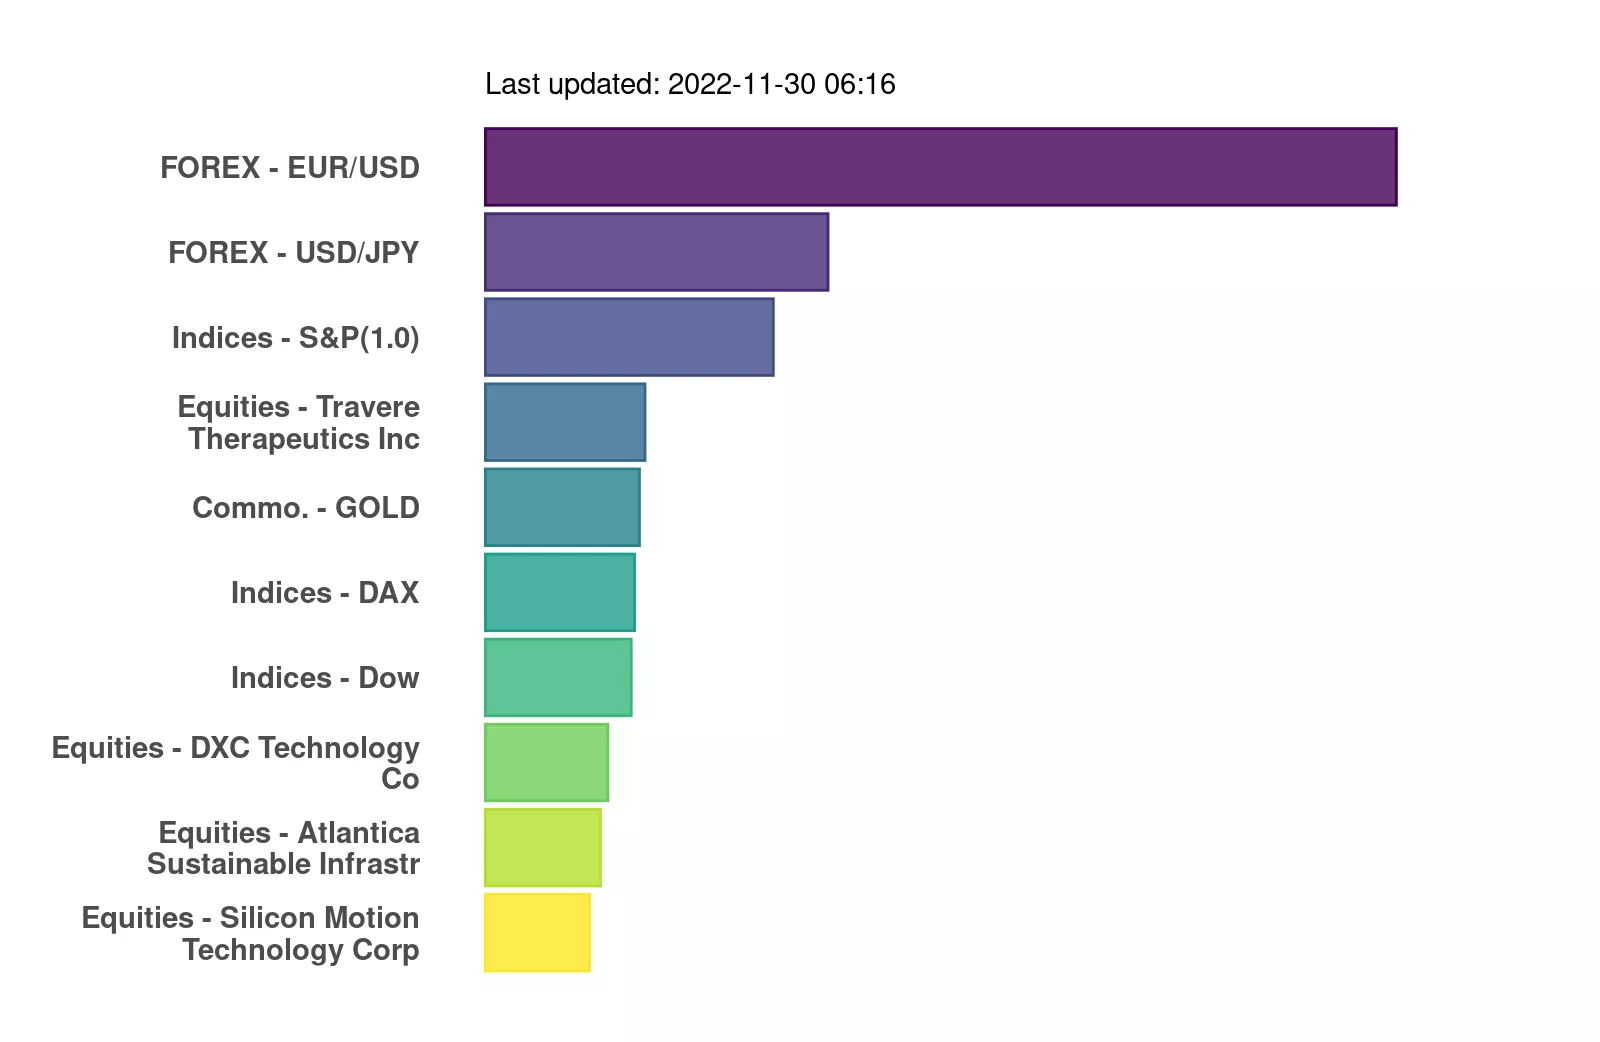 Last updated: 2022-11-30 06:16
FOREX - EUR/USD
FOREX - USD/JPY
Indices - S&P(1.0)
Equities - Travere
Therapeutics Inc
Commo. - GOLD
Indices - DAX
Indices - Dow
Equities - DXC Technology
Co
Equities - Atlantica
Sustainable Infrastr
Equities - Silicon Motion
Technology Corp